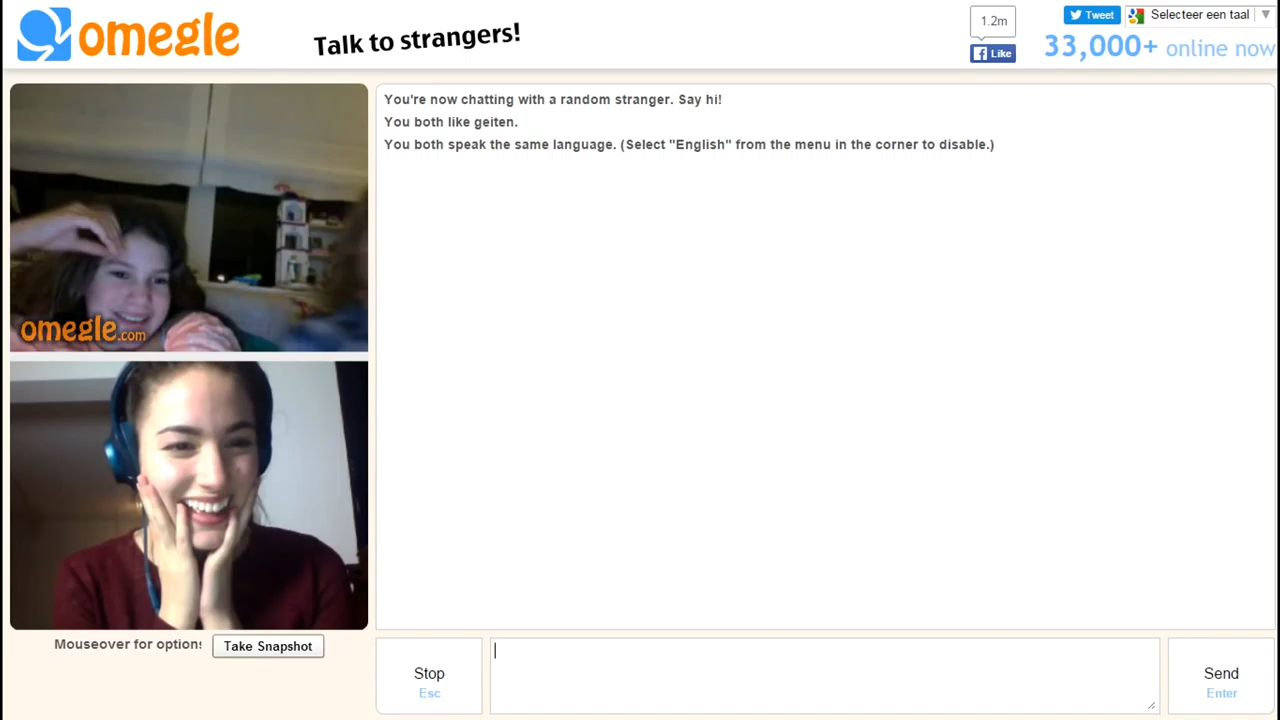 omegle
Talk to strangers!
1.2m
Like
Tweet
Selecteer een taal
33,000+ online now
You're now chatting with a random stranger. Say hi!
You both like geiten.
You both speak the same language. (Select "English" from the menu in the corner to disable.)
omegle.com
Mouseover for options
Take Snapshot
Stop
Esc
Send
Enter